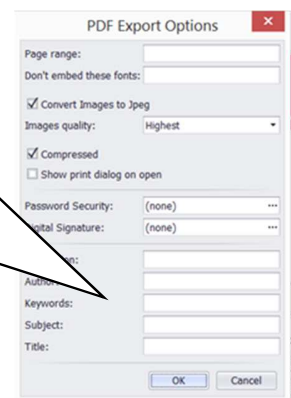 PDF Export Options
Page range:
Don't embed these fonts:
Convert Images to Jpeg
Images quality: Highest
Compressed
Show print dialog on open
Password Security: (none) ...
Signature: (none) ...
Keywords:
Subject:
Title:
OK Cancel